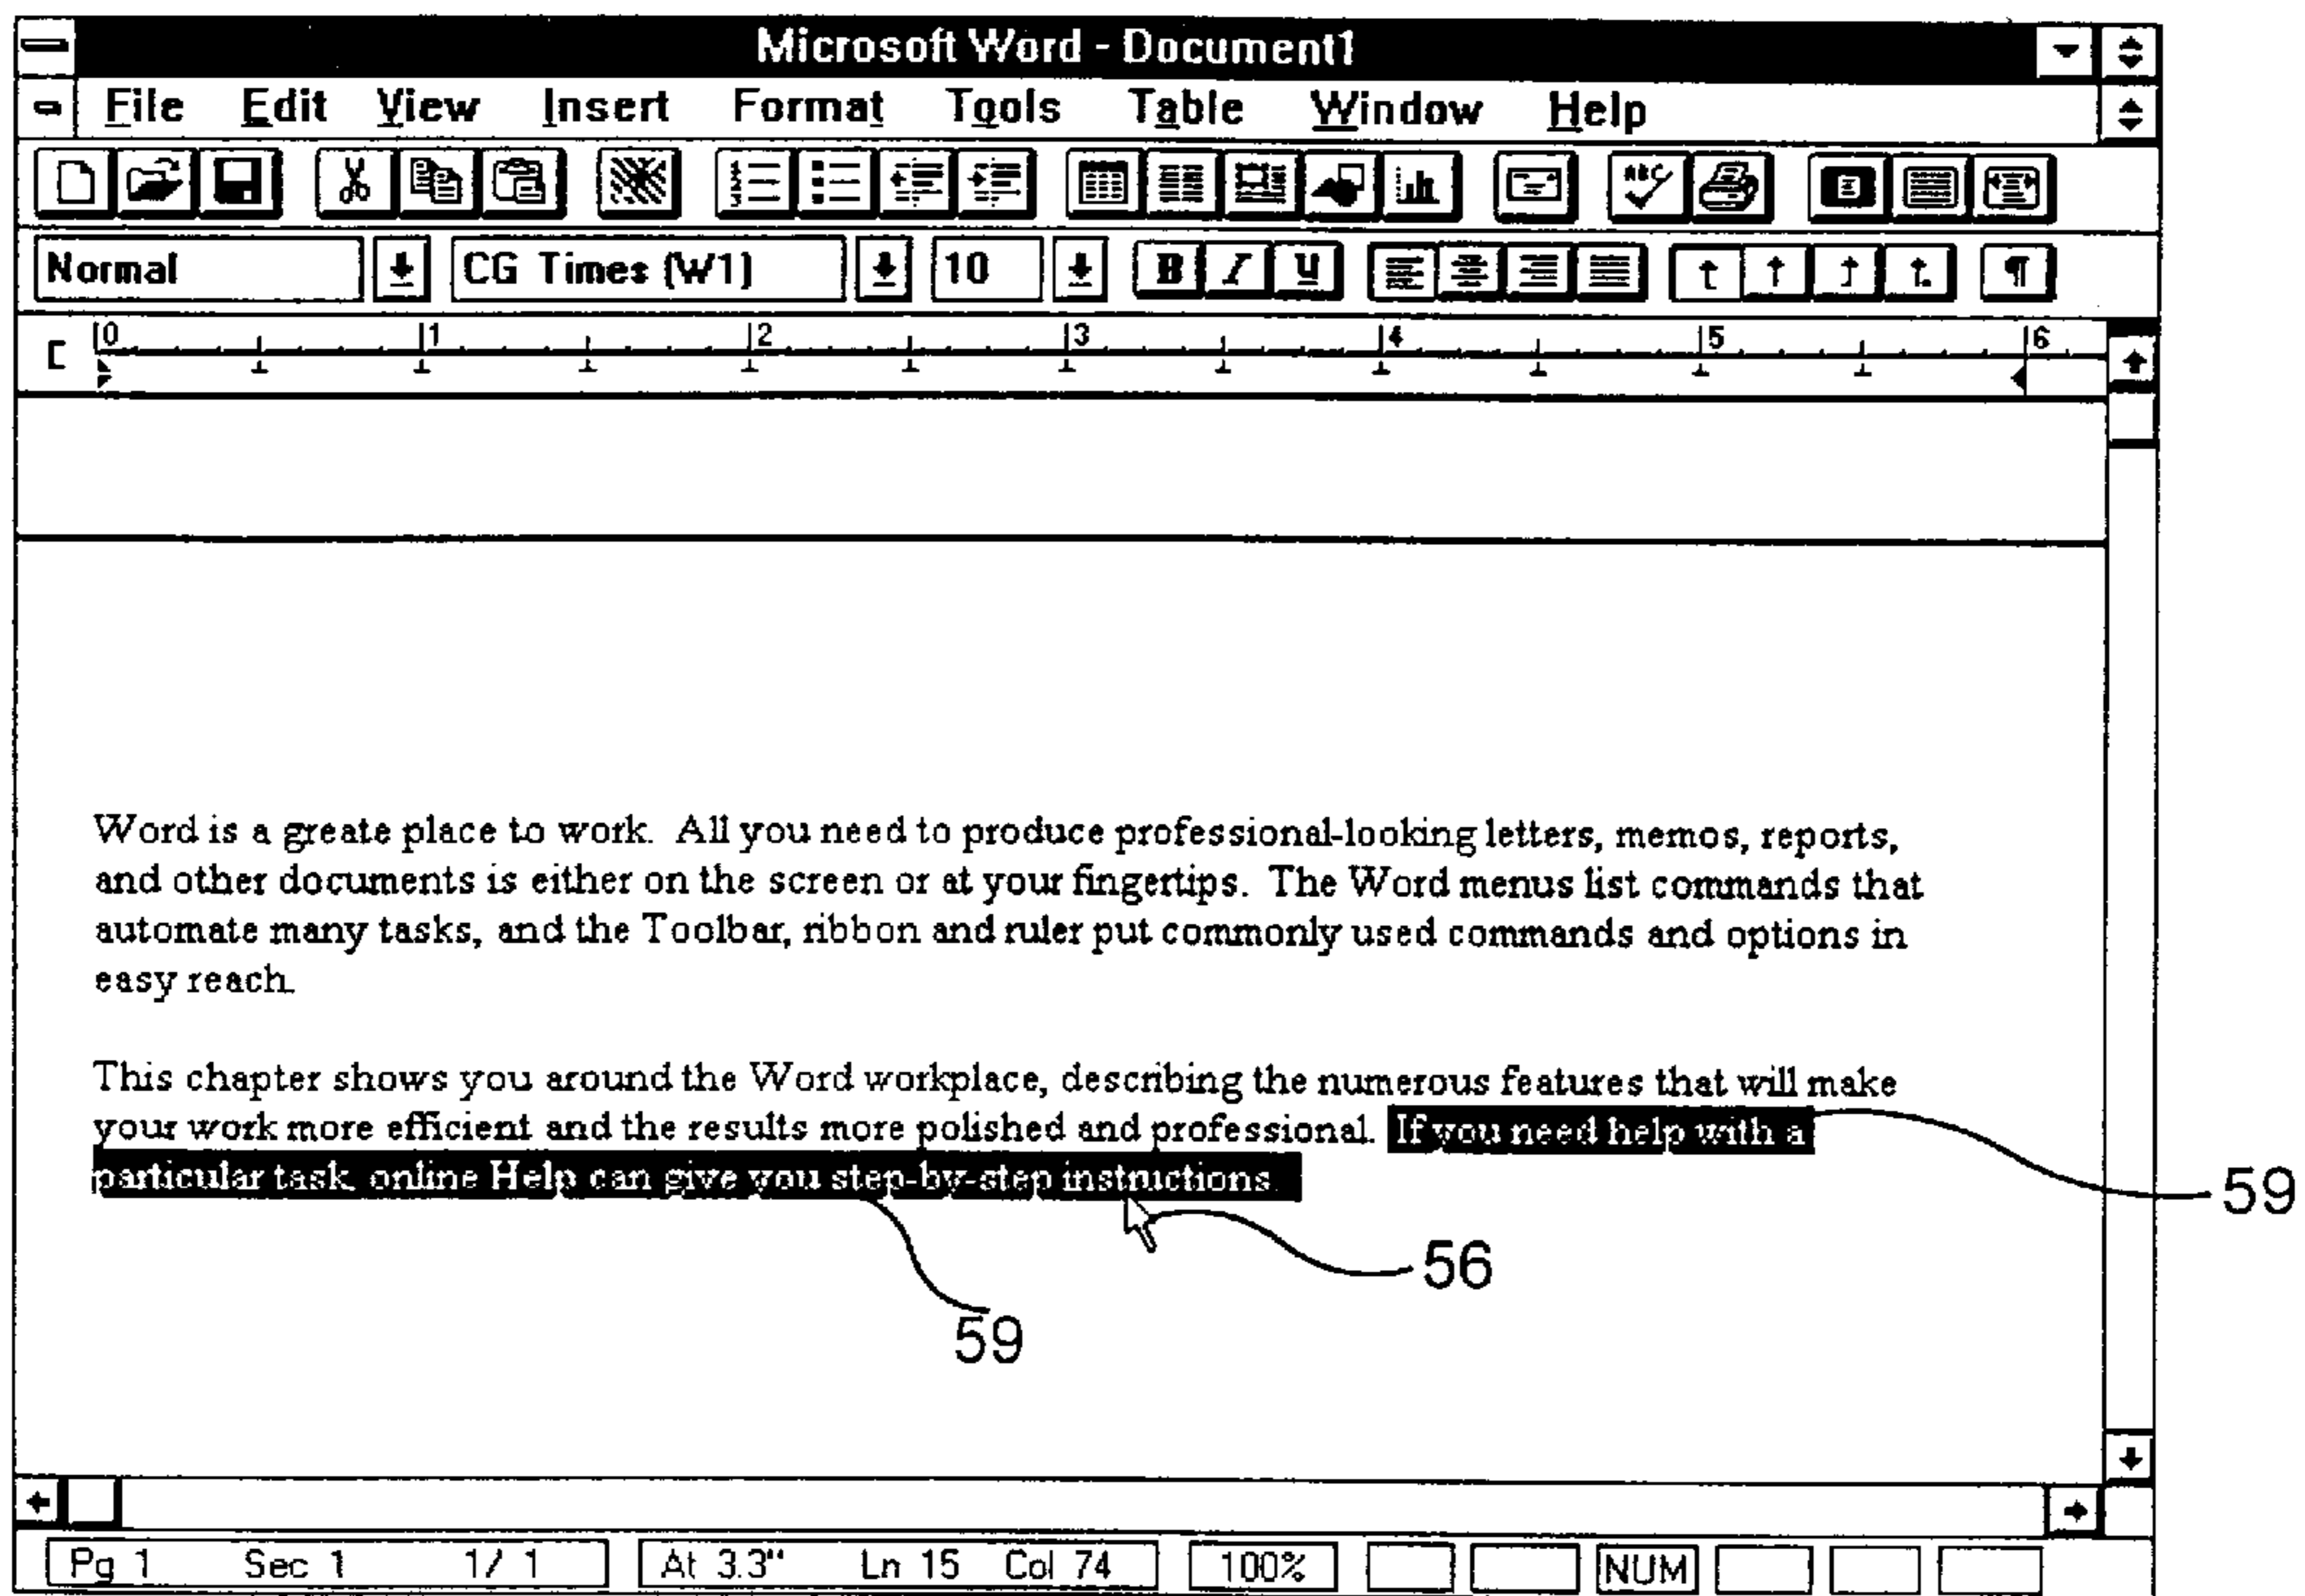 Microsoft Word - Document1
File Edit View Insert Format Tools Table Window Help
ABC
Normal CG Times (W1) 10 B I U ¶
0 1 2 3 4 5 6
Word is a greate place to work. All you need to produce professional-looking letters, memos, reports,
and other documents is either on the screen or at your fingertips. The Word menus list commands that
automate many tasks, and the Toolbar, ribbon and ruler put commonly used commands and options in
easy reach.
This chapter shows you around the Word workplace, describing the numerous features that will make
your work more efficient and the results more polished and professional. If you need help with a
particular task, online Help can give you step-by-step instructions.
59
56
59
Pg 1 Sec 1 1/ 1 At 3.3" Ln 15 Col 74 100% NUM